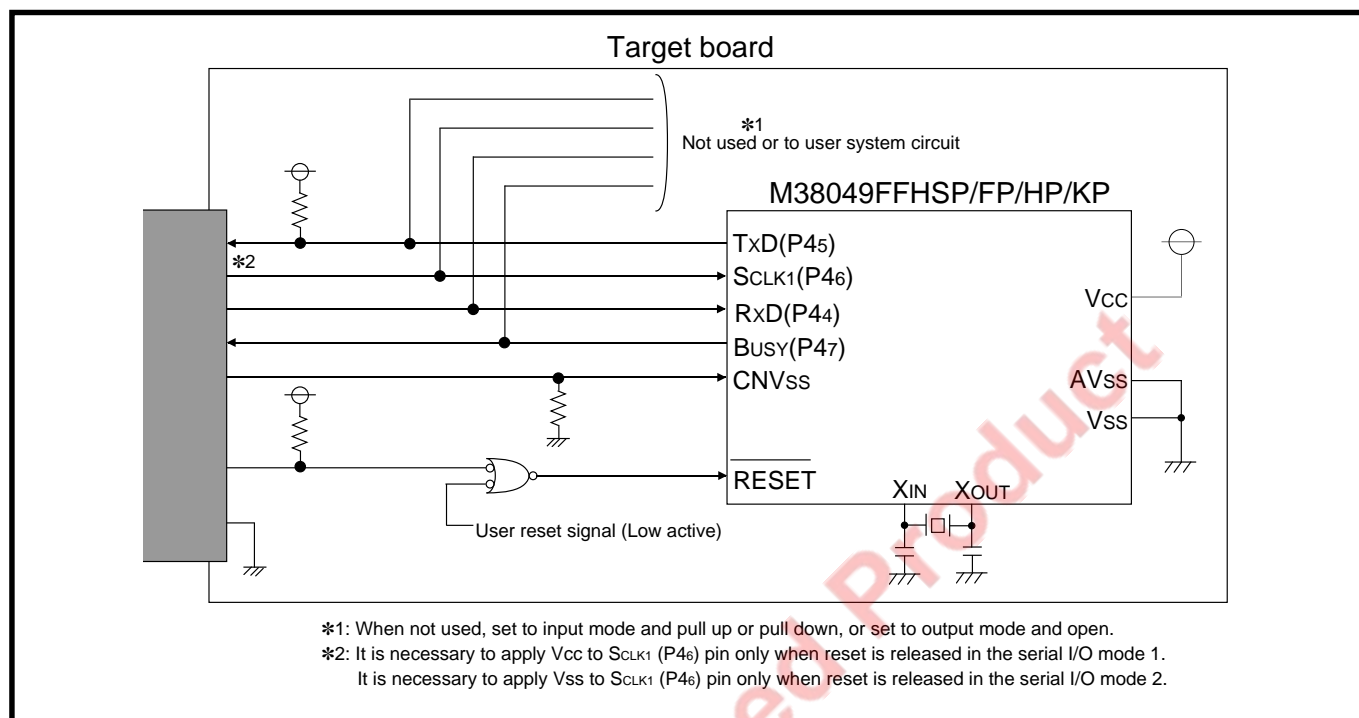 Target board
✽1
Not used or to user system circuit
M38049FFHSP/FP/HP/KP
TxD(P45)
✽2
SCLK1(P46)
RxD(P44)
BUSY(P47)
CNVss
RESET
VCC
AVss
Vss
XIN XOUT
User reset signal (Low active)
✽1: When not used, set to input mode and pull up or pull down, or set to output mode and open.
✽2: It is necessary to apply Vcc to SCLK1 (P46) pin only when reset is released in the serial I/O mode 1.
It is necessary to apply Vss to SCLK1 (P46) pin only when reset is released in the serial I/O mode 2.
ed Product